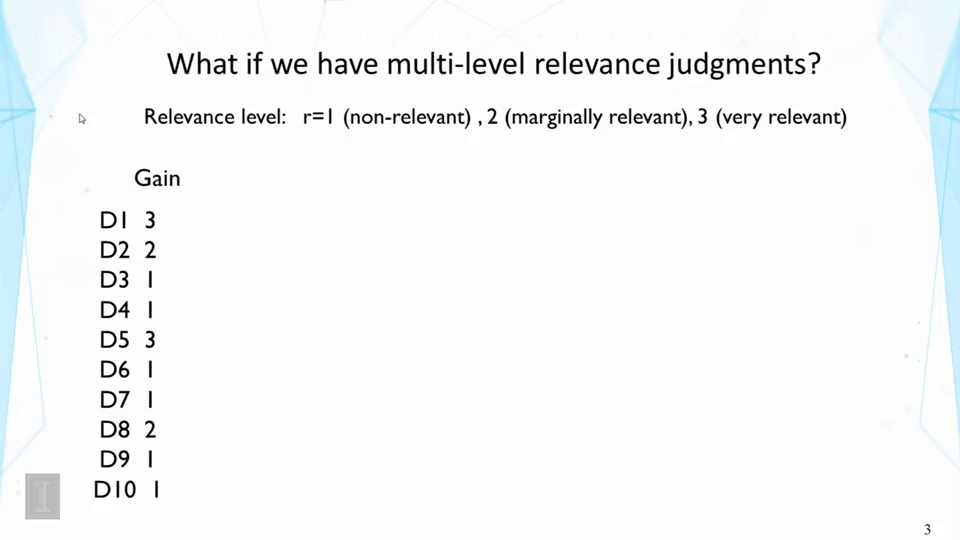 What if we have multi-level relevance judgments?
Relevance level: r=1 (non-relevant) , 2 (marginally relevant), 3 (very relevant)
Gain
D1 3
D2 2
D3 1
D4 1
D5 3
D6 1
D7 1
D8 2
D9 1
D10 1
I
3